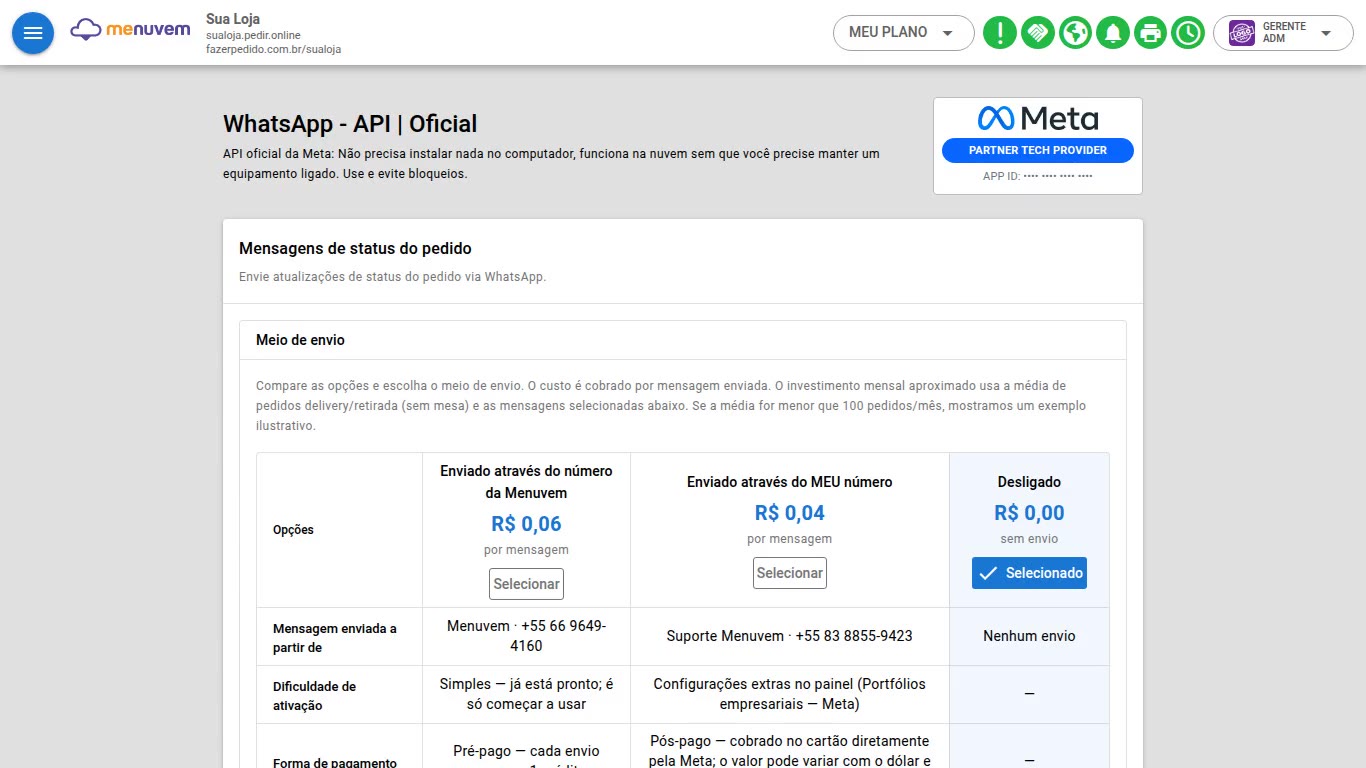 menuvem
Sua Loja
sualoja.pedir.online
fazerpedido.com.br/sualoja
MEU PLANO
GERENTE
ADM
WhatsApp - API | Oficial
API oficial da Meta: Não precisa instalar nada no computador, funciona na nuvem sem que você precise manter um
equipamento ligado. Use e evite bloqueios.
Meta
PARTNER TECH PROVIDER
APP ID: •••• •••• •••• ••••
Mensagens de status do pedido
Envie atualizações de status do pedido via WhatsApp.
Meio de envio
Compare as opções e escolha o meio de envio. O custo é cobrado por mensagem enviada. O investimento mensal aproximado usa a média de
pedidos delivery/retirada (sem mesa) e as mensagens selecionadas abaixo. Se a média for menor que 100 pedidos/mês, mostramos um exemplo
ilustrativo.
Opções
Enviado através do número
da Menuvem
R$ 0,06
por mensagem
Selecionar
Enviado através do MEU número
R$ 0,04
por mensagem
Selecionar
Desligado
R$ 0,00
sem envio
Selecionado
Mensagem enviada a
partir de
Menuvem · +55 66 9649-
4160
Suporte Menuvem · +55 83 8855-9423
Nenhum envio
Dificuldade de
ativação
Simples — já está pronto; é
só começar a usar
Configurações extras no painel (Portfólios
empresariais — Meta)
—
Forma de pagamento
Pré-pago — cada envio
Pós-pago — cobrado no cartão diretamente
pela Meta; o valor pode variar com o dólar e
—